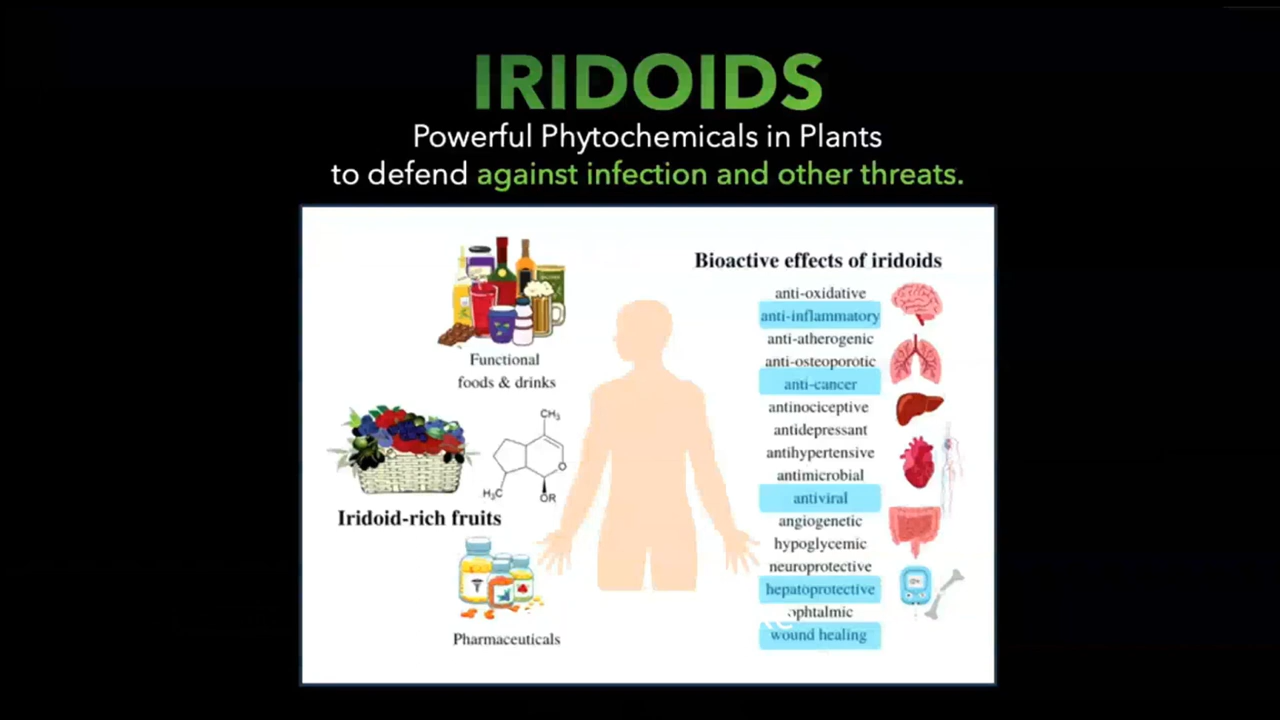 IRIDOIDS
Powerful Phytochemicals in Plants
to defend against infection and other threats.
Functional
foods & drinks
CH₃
O
H₃C
OR
Iridoid-rich fruits
Pharmaceuticals
Bioactive effects of iridoids
anti-oxidative
anti-inflammatory
anti-atherogenic
anti-osteoporotic
anti-cancer
antinociceptive
antidepressant
antihypertensive
antimicrobial
antiviral
angiogenetic
hypoglycemic
neuroprotective
hepatoprotective
ophtalmic
wound healing